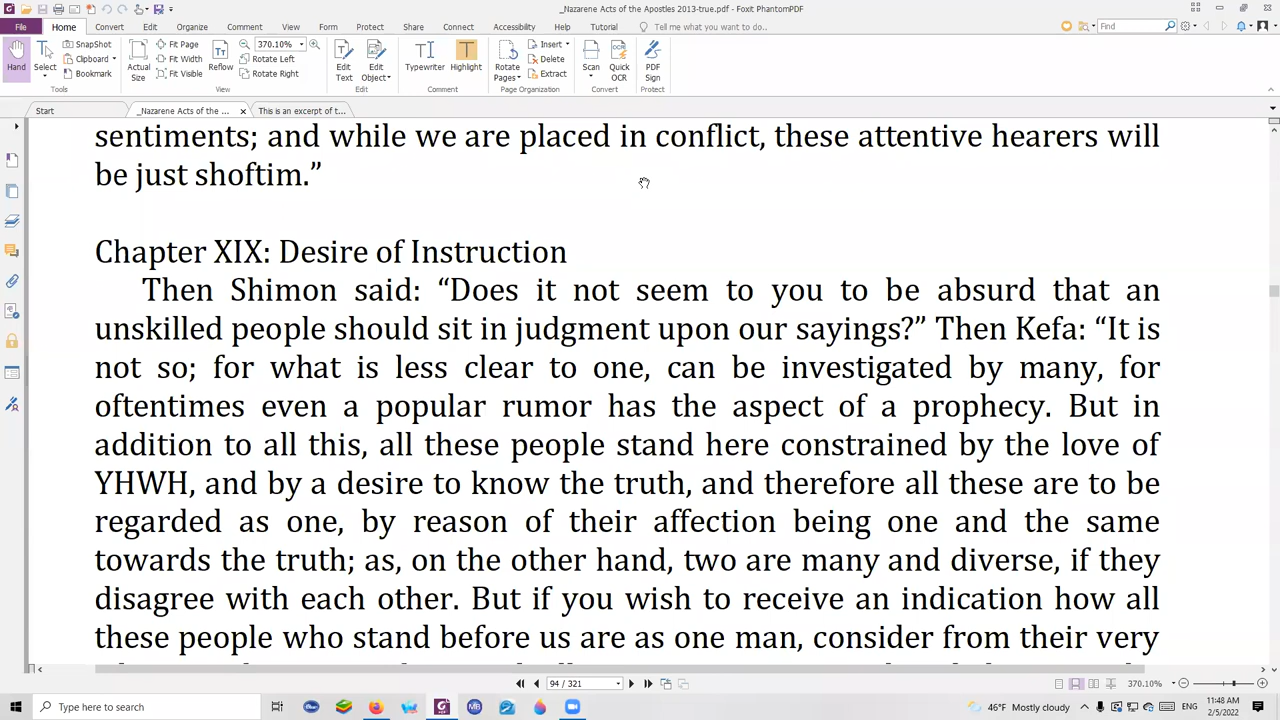 _Nazarene Acts of the Apostles 2013-true.pdf - Foxit PhantomPDF
File Home Convert Edit Organize Comment View Form Protect Share Connect Accessibility Help Tutorial Tell me what you want to do.. Find
SnapShot Fit Page 370.10% Insert
Clipboard Fit Width Rotate Left Delete
Bookmark Fit Visible Rotate Right Extract
Hand Select Actual Size Reflow Edit Text Edit Object Typewriter Highlight Rotate Pages Scan Quick OCR PDF Sign
Tools View Edit Comment Page Organization Convert Protect
Start _Nazarene Acts of the ... This is an excerpt of t...
sentiments; and while we are placed in conflict, these attentive hearers will
be just shoftim.”
Chapter XIX: Desire of Instruction
Then Shimon said: “Does it not seem to you to be absurd that an
unskilled people should sit in judgment upon our sayings?” Then Kefa: “It is
not so; for what is less clear to one, can be investigated by many, for
oftentimes even a popular rumor has the aspect of a prophecy. But in
addition to all this, all these people stand here constrained by the love of
YHWH, and by a desire to know the truth, and therefore all these are to be
regarded as one, by reason of their affection being one and the same
towards the truth; as, on the other hand, two are many and diverse, if they
disagree with each other. But if you wish to receive an indication how all
these people who stand before us are as one man, consider from their very
94 / 321 370.10%
Type here to search 46°F Mostly cloudy ENG 11:48 AM
2/5/2022